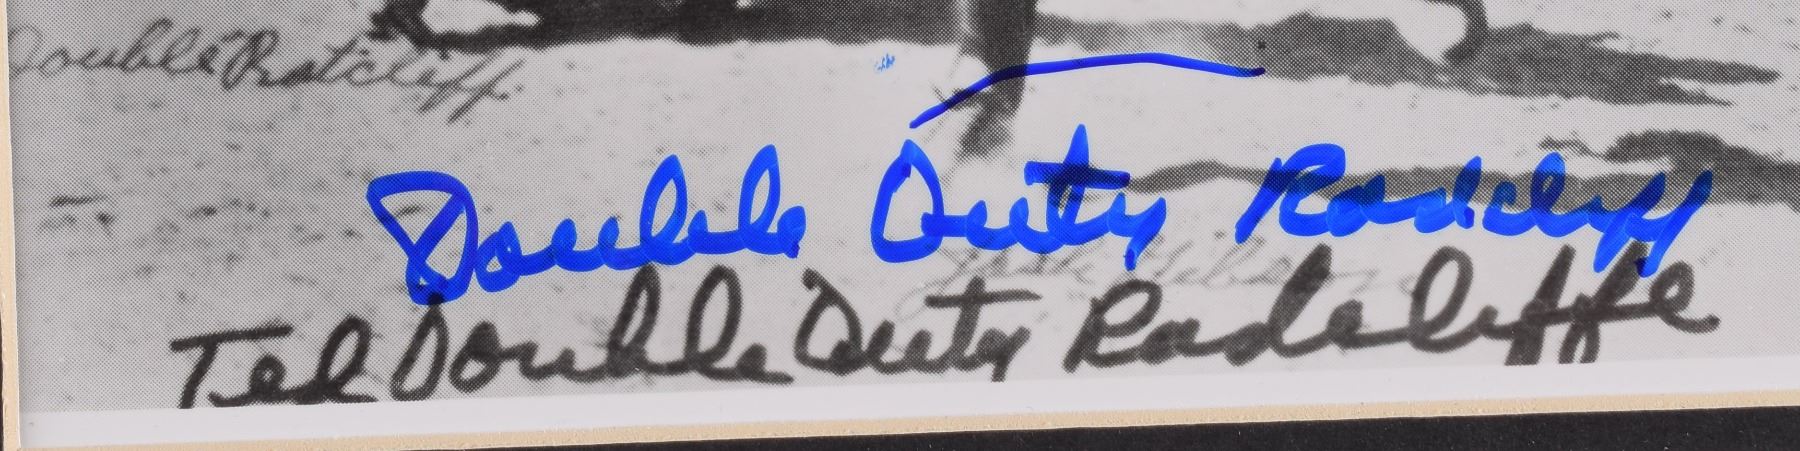 Double Ratcliff.
Double Duty Radcliff
Ted Double Duty Radcliffe